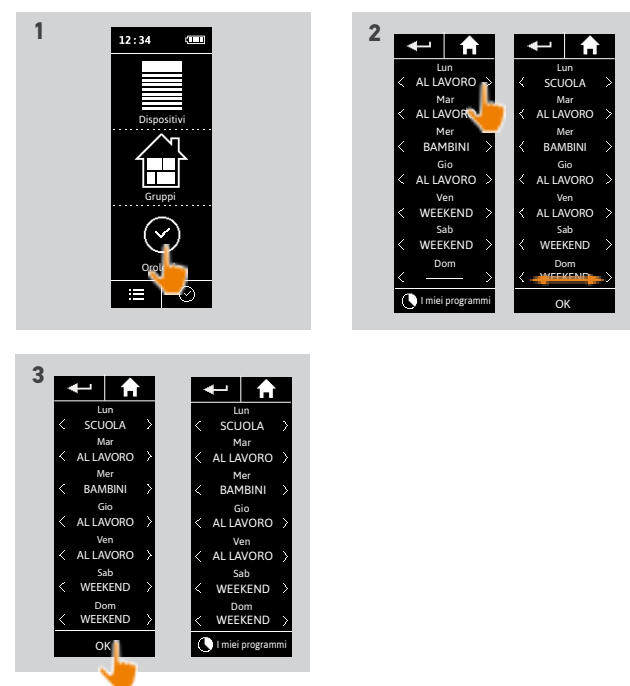 1
12:34
Dispositivi
Gruppi
2
Lun
AL LAVORO
Mar
AL LAVORO
Mer
BAMBINI
Gio
AL LAVORO
Ven
WEEKEND
Sab
WEEKEND
Dom
I miei programmi
Lun
SCUOLA
Mar
AL LAVORO
Mer
BAMBINI
Gio
AL LAVORO
Ven
AL LAVORO
Sab
WEEKEND
Dom
WEEKEND
OK
3
Lun
SCUOLA
Mar
AL LAVORO
Mer
BAMBINI
Gio
AL LAVORO
Ven
AL LAVORO
Sab
WEEKEND
Dom
WEEKEND
OK
Lun
SCUOLA
Mar
AL LAVORO
Mer
BAMBINI
Gio
AL LAVORO
Ven
AL LAVORO
Sab
WEEKEND
Dom
WEEKEND
I miei programmi